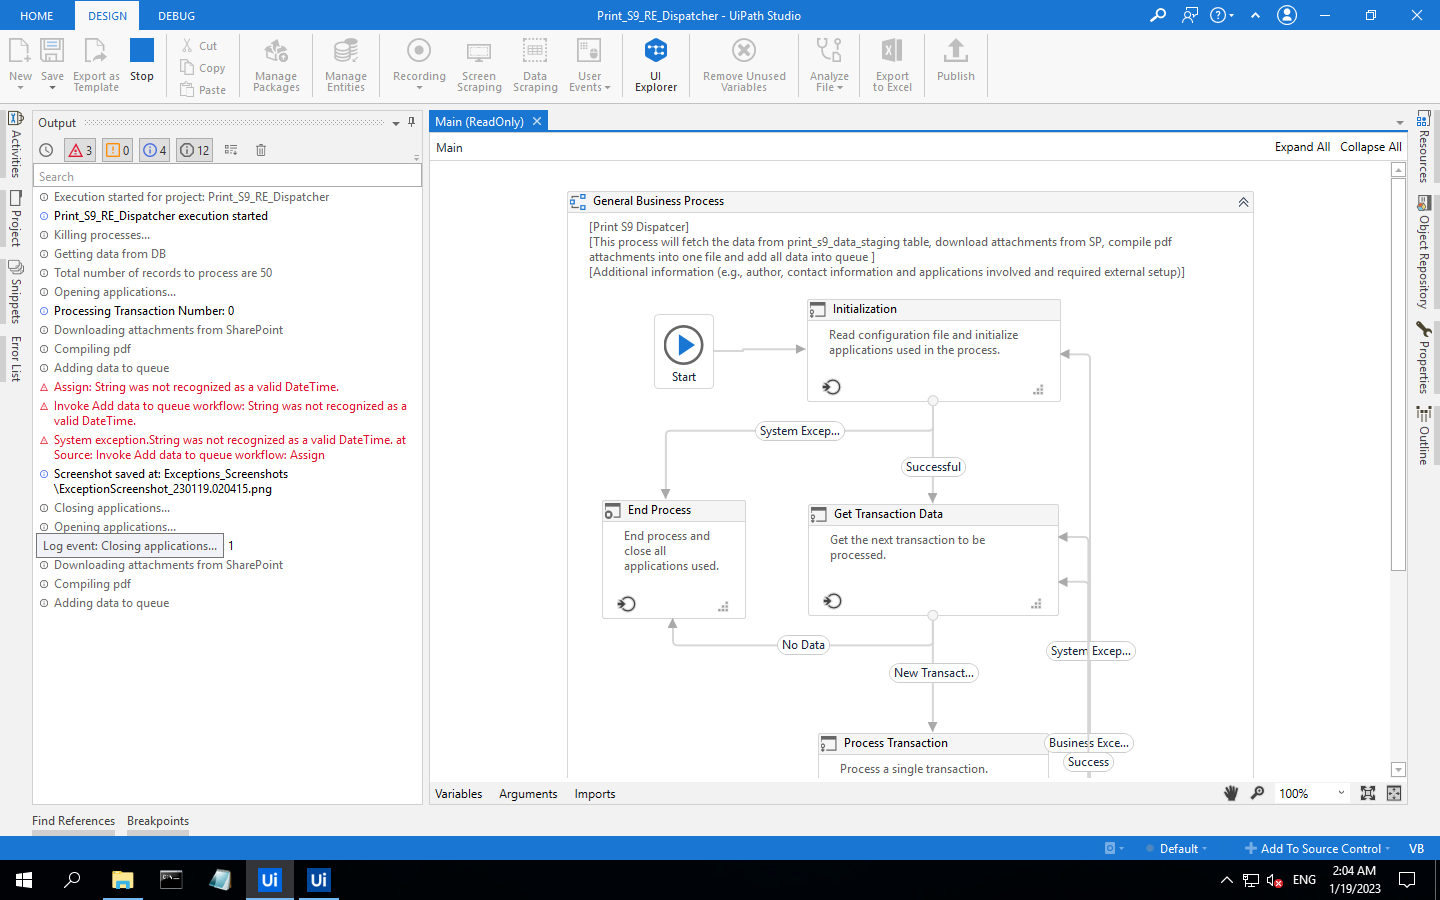 HOME DESIGN DEBUG Print_S9_RE_Dispatcher - UiPath Studio
New Save Export as Template Stop Cut Copy Paste Manage Packages Manage Entities Recording Screen Scraping Data Scraping User Events UI Explorer Remove Unused Variables Analyze File Export to Excel Publish
Activities
Project
Snippets
Error List
Output
3 0 4 12
Search
Execution started for project: Print_S9_RE_Dispatcher
Print_S9_RE_Dispatcher execution started
Killing processes...
Getting data from DB
Total number of records to process are 50
Opening applications...
Processing Transaction Number: 0
Downloading attachments from SharePoint
Compiling pdf
Adding data to queue
Assign: String was not recognized as a valid DateTime.
Invoke Add data to queue workflow: String was not recognized as a
valid DateTime.
System exception.String was not recognized as a valid DateTime. at
Source: Invoke Add data to queue workflow: Assign
Screenshot saved at: Exceptions_Screenshots
\ExceptionScreenshot_230119.020415.png
Closing applications...
Opening applications...
Log event: Closing applications... 1
Downloading attachments from SharePoint
Compiling pdf
Adding data to queue
Main (ReadOnly)
Main Expand All Collapse All
General Business Process
[Print S9 Dispatcer]
[This process will fetch the data from print_s9_data_staging table, download attachments from SP, compile pdf
attachments into one file and add all data into queue ]
[Additional information (e.g., author, contact information and applications involved and required external setup)]
Start
Initialization
Read configuration file and initialize
applications used in the process.
System Excep...
Successful
End Process
End process and
close all
applications used.
Get Transaction Data
Get the next transaction to be
processed.
No Data
New Transact...
System Excep...
Process Transaction
Process a single transaction.
Business Exce...
Success
Resources
Object Repository
Properties
Outline
Variables Arguments Imports 100%
Find References Breakpoints
Default Add To Source Control VB
Ui Ui ENG 2:04 AM
1/19/2023